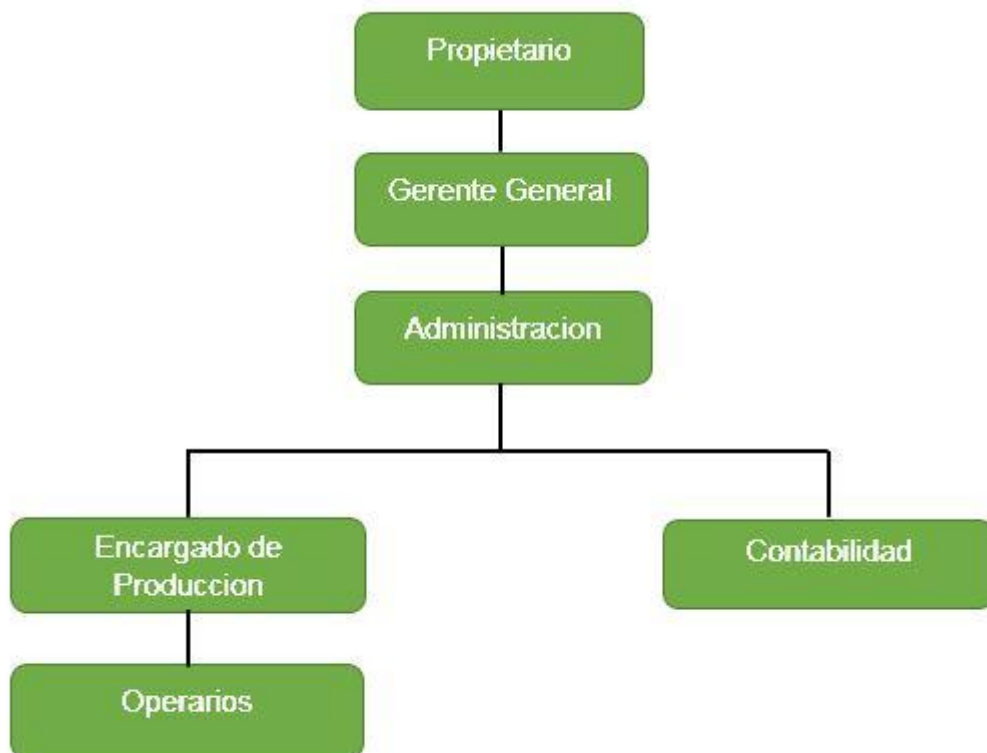 Propietario
Gerente General
Administracion
Encargado de
Produccion
Contabilidad
Operarios